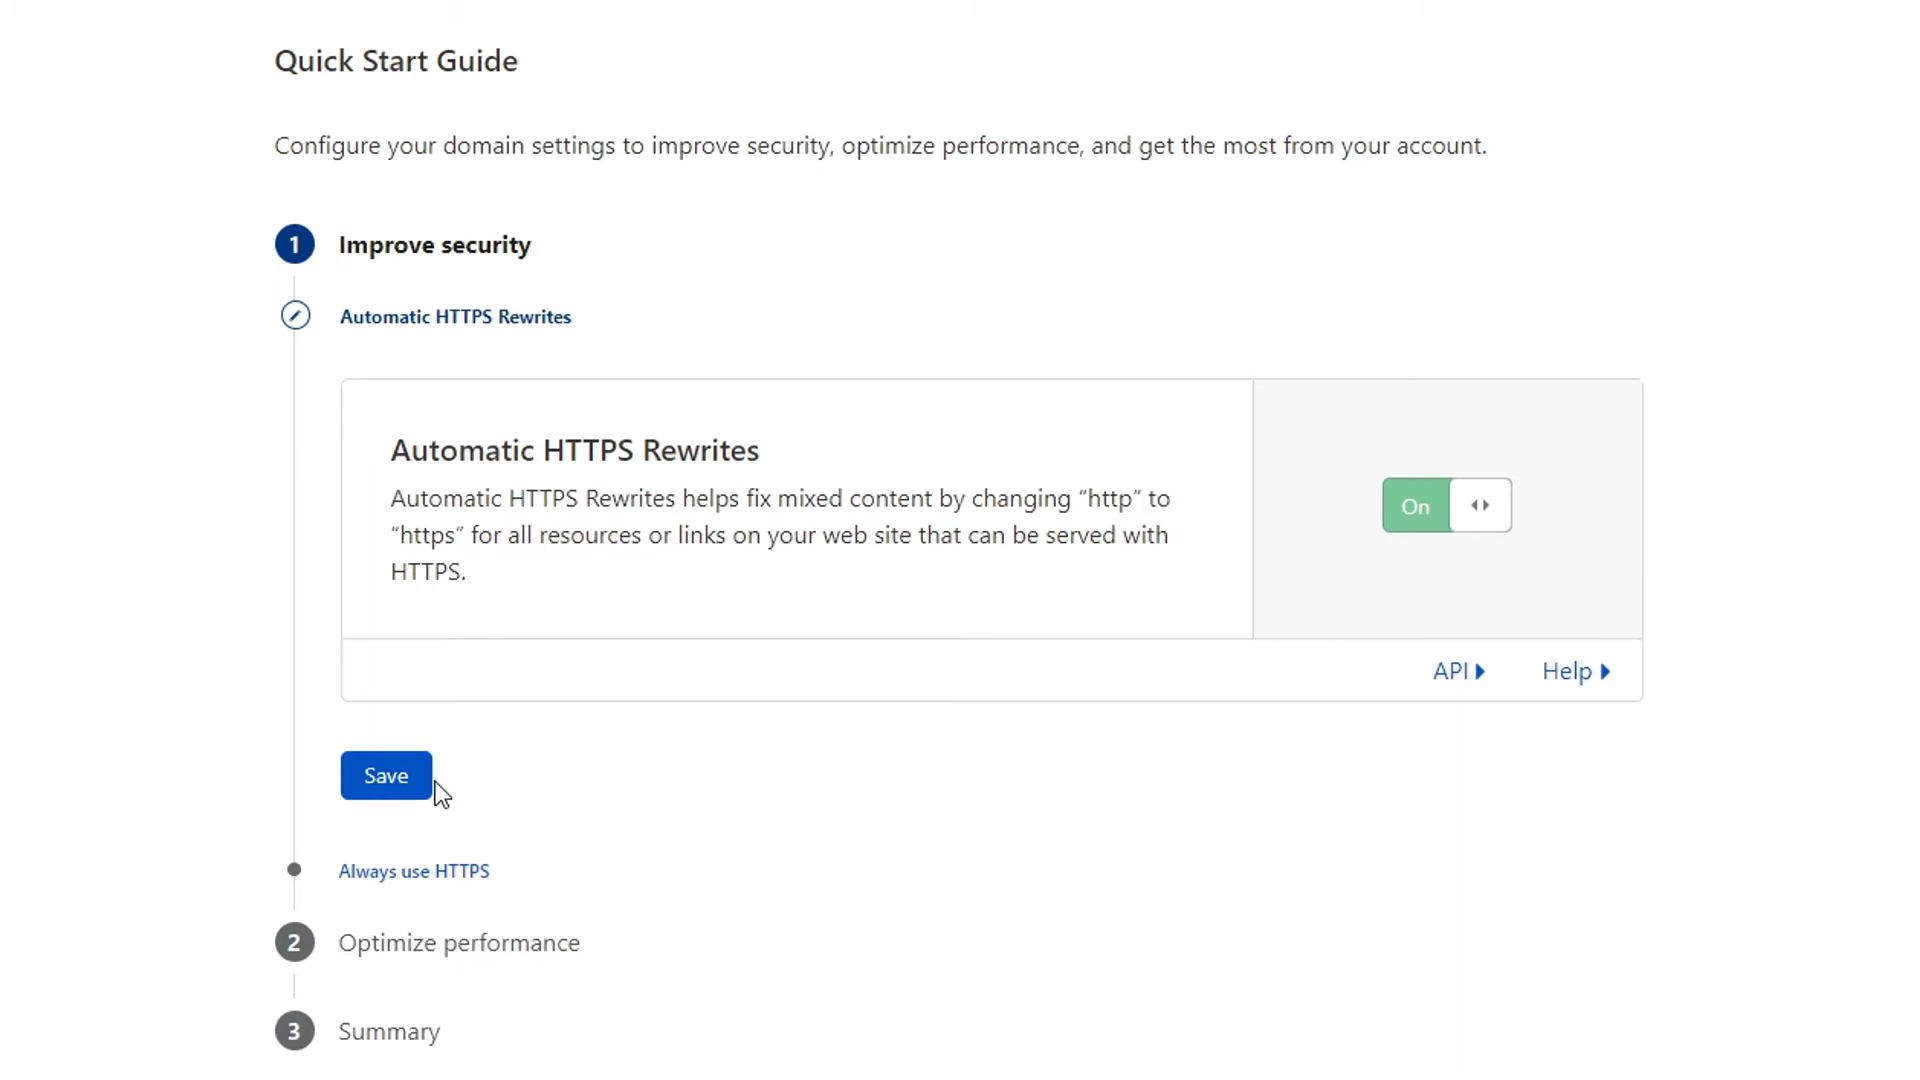 Quick Start Guide
Configure your domain settings to improve security, optimize performance, and get the most from your account.
1 Improve security
Automatic HTTPS Rewrites
Automatic HTTPS Rewrites
Automatic HTTPS Rewrites helps fix mixed content by changing “http” to
“https” for all resources or links on your web site that can be served with
HTTPS.
On
API Help
Save
Always use HTTPS
2 Optimize performance
3 Summary